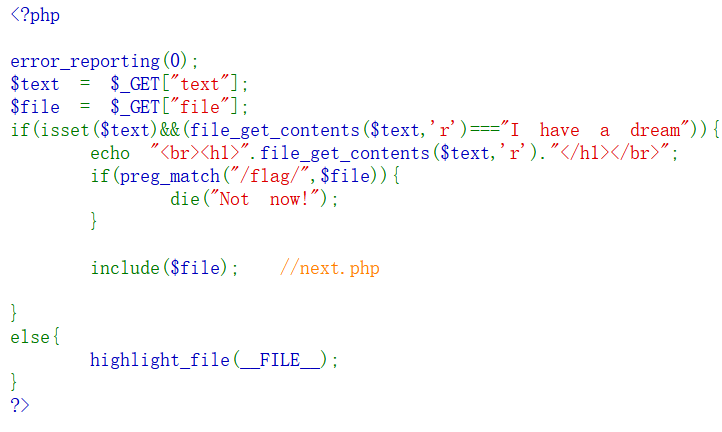 <?php
error_reporting(0);
$text = $_GET["text"];
$file = $_GET["file"];
if(isset($text)&&(file_get_contents($text,'r')==="I have a dream")){
echo "<br><h1>".file_get_contents($text,'r')."</h1></br>";
if(preg_match("/flag/",$file)){
die("Not now!");
}
include($file); //next.php
}
else{
highlight_file(__FILE__);
}
?>